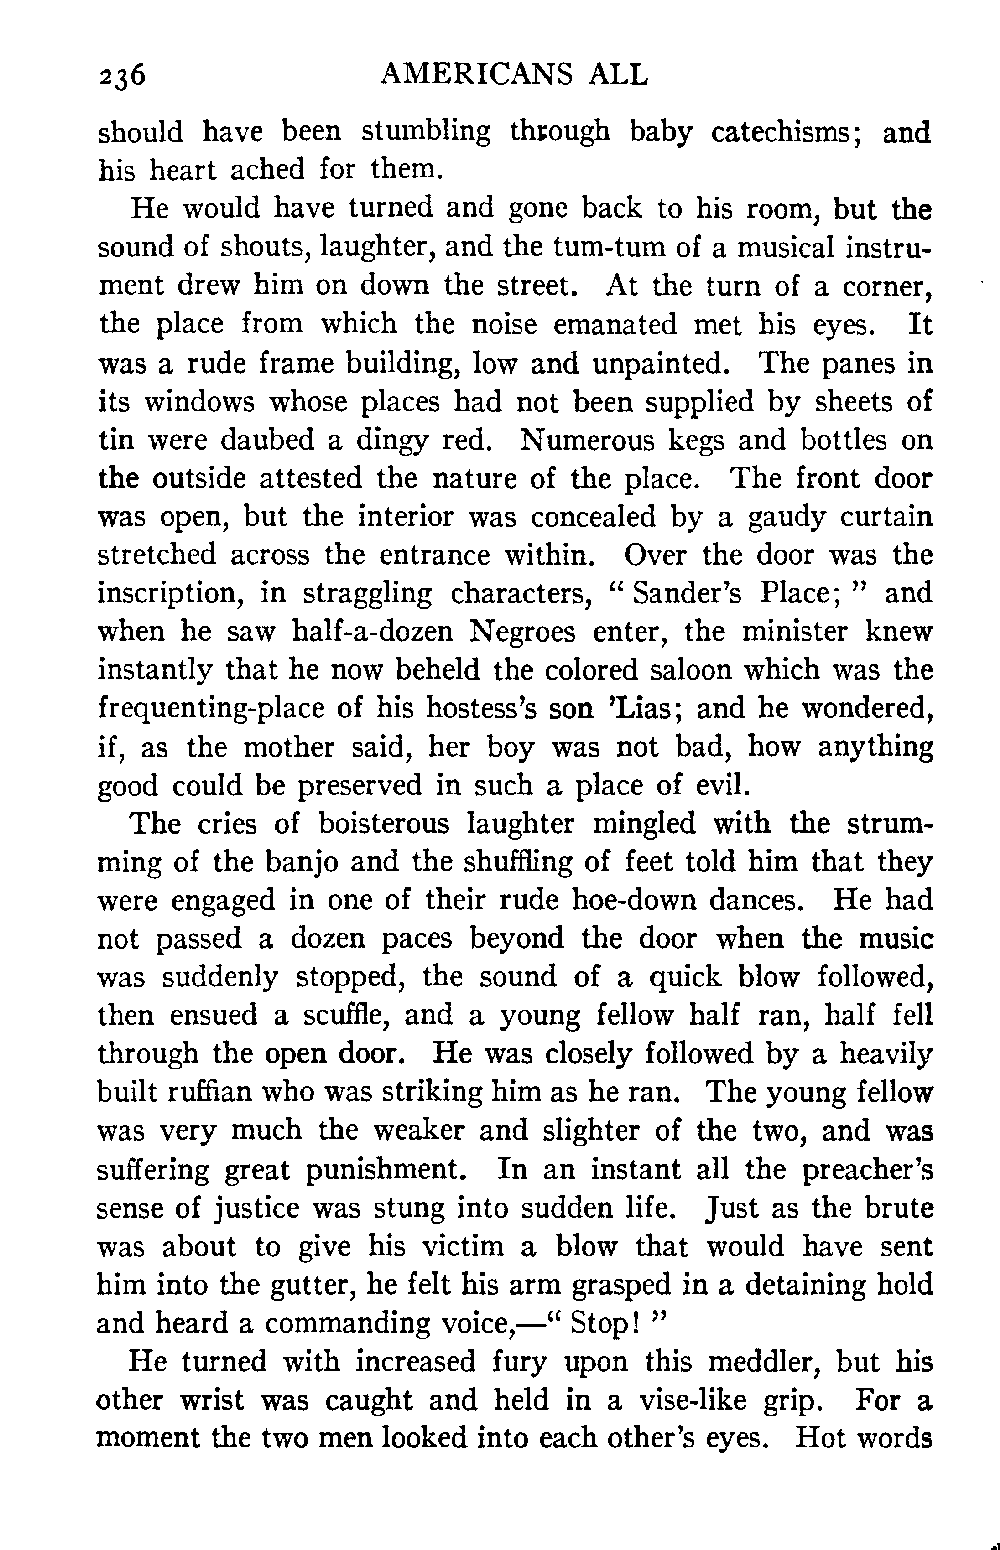 236 AMERICANS ALL
should have been stumbling through baby catechisms; and
his heart ached for them.
He would have turned and gone back to his room, but the
sound of shouts, laughter, and the tum-tum of a musical instru-
ment drew him on down the street. At the turn of a corner,
the place from which the noise emanated met his eyes. It
was a rude frame building, low and unpainted. The panes in
its windows whose places had not been supplied by sheets of
tin were daubed a dingy red. Numerous kegs and bottles on
the outside attested the nature of the place. The front door
was open, but the interior was concealed by a gaudy curtain
stretched across the entrance within. Over the door was the
inscription, in straggling characters, “ Sander’s Place; ” and
when he saw half-a-dozen Negroes enter, the minister knew
instantly that he now beheld the colored saloon which was the
frequenting-place of his hostess’s son ’Lias; and he wondered,
if, as the mother said, her boy was not bad, how anything
good could be preserved in such a place of evil.
The cries of boisterous laughter mingled with the strum-
ming of the banjo and the shuffling of feet told him that they
were engaged in one of their rude hoe-down dances. He had
not passed a dozen paces beyond the door when the music
was suddenly stopped, the sound of a quick blow followed,
then ensued a scuffle, and a young fellow half ran, half fell
through the open door. He was closely followed by a heavily
built ruffian who was striking him as he ran. The young fellow
was very much the weaker and slighter of the two, and was
suffering great punishment. In an instant all the preacher’s
sense of justice was stung into sudden life. Just as the brute
was about to give his victim a blow that would have sent
him into the gutter, he felt his arm grasped in a detaining hold
and heard a commanding voice,—“ Stop! ”
He turned with increased fury upon this meddler, but his
other wrist was caught and held in a vise-like grip. For a
moment the two men looked into each other’s eyes. Hot words